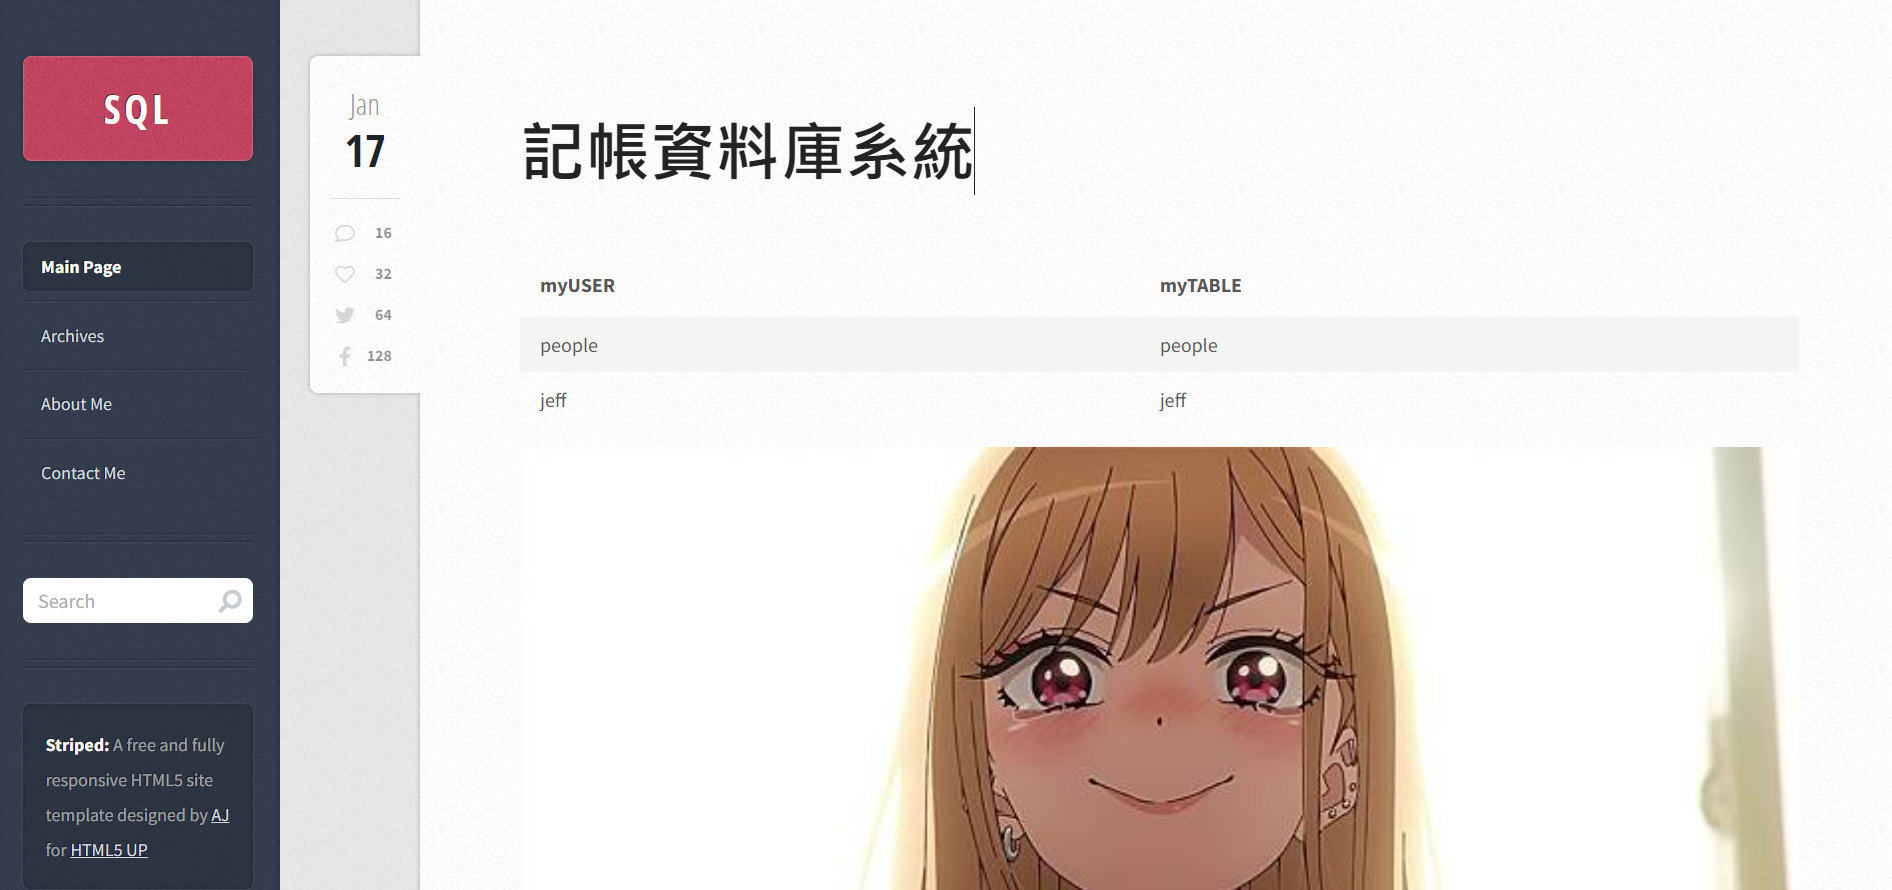 SQL
Main Page
Archives
About Me
Contact Me
Search
Striped: A free and fully
responsive HTML5 site
template designed by AJ
for HTML5 UP
Jan
17
16
32
64
128
記帳資料庫系統
myUSER myTABLE
people people
jeff jeff